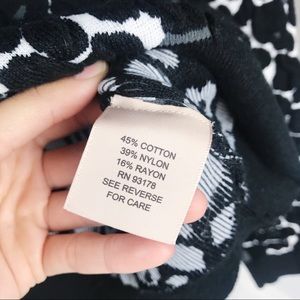 45% COTTON
39% NYLON
16% RAYON
RN 93178
SEE REVERSE
FOR CARE